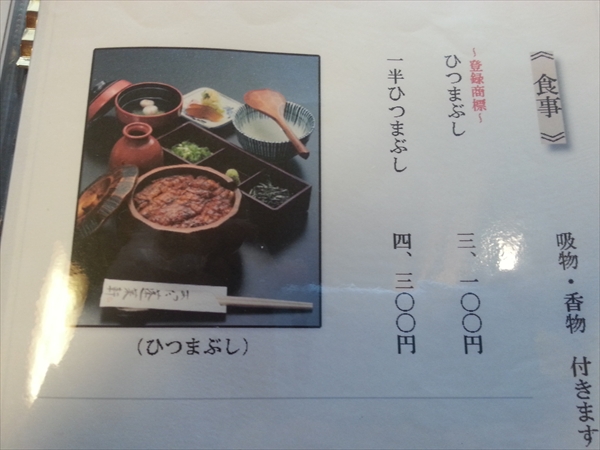 《食事》
吸物・香物 付きます
～登録商標～
ひつまぶし 三、一〇〇円
一半ひつまぶし 四、三〇〇円
(ひつまぶし)